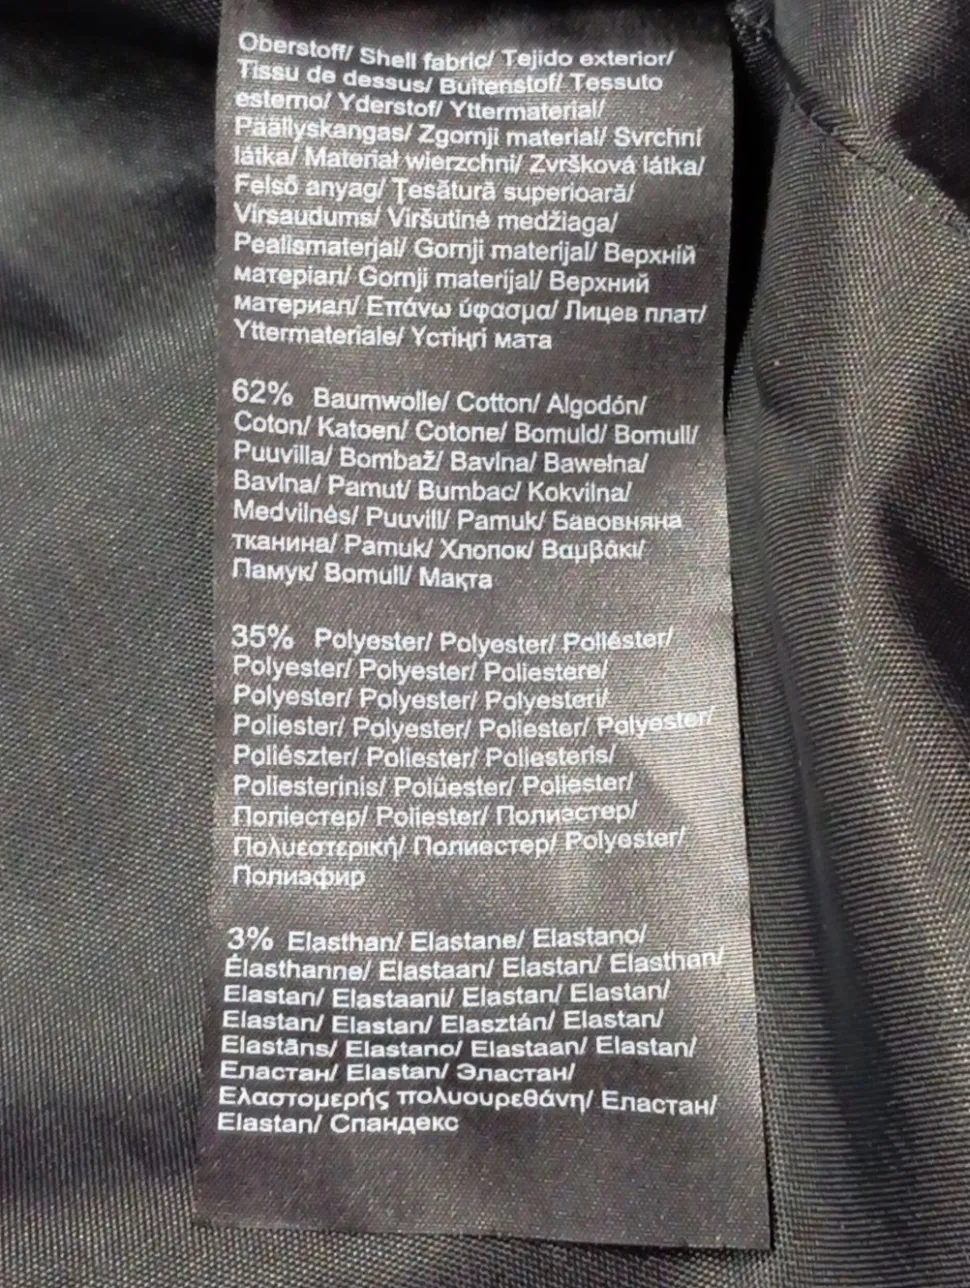 Oberstoff/ Shell fabric/ Tejido exterior/
Tissu de dessus/ Buitenstof/ Tessuto
esterno/ Yderstof/ Yttermaterial/
Päällyskangas/ Zgornji material/ Svrchní
látka/ Materiał wierzchni/ Zvršková látka/
Felső anyag/ Ţesătură superioară/
Virsaudums/ Viršutinė medžiaga/
Pealismaterjal/ Gornji materijal/ Верхній
матеріал/ Gornji materijal/ Верхний
материал/ Επάνω ύφασμα/ Лицев плат/
Yttermateriale/ Үстіңгі мата
62% Baumwolle/ Cotton/ Algodón/
Coton/ Katoen/ Cotone/ Bomuld/ Bomull/
Puuvilla/ Bombaž/ Bavlna/ Bawełna/
Bavlna/ Pamut/ Bumbac/ Kokvilna/
Medvilnės/ Puuvill/ Pamuk/ Бавовняна
тканина/ Pamuk/ Хлопок/ Βαμβάκι/
Памук/ Bomull/ Мақта
35% Polyester/ Polyester/ Poliéster/
Polyester/ Polyester/ Poliestere/
Polyester/ Polyester/ Polyesteri/
Poliester/ Polyester/ Poliester/ Polyester/
Poliészter/ Poliester/ Poliesteris/
Poliesterinis/ Polüester/ Poliester/
Поліестер/ Poliester/ Полиэстер/
Πολυεστερική/ Полиестер/ Polyester/
Полиэфир
3% Elasthan/ Elastane/ Elastano/
Élasthanne/ Elastaan/ Elastan/ Elasthan/
Elastan/ Elastaani/ Elastan/ Elastan/
Elastan/ Elastan/ Elasztán/ Elastan/
Elastāns/ Elastano/ Elastaan/ Elastan/
Еластан/ Elastan/ Эластан/
Ελαστομερής πολυουρεθάνη/ Еластан/
Elastan/ Спандекс